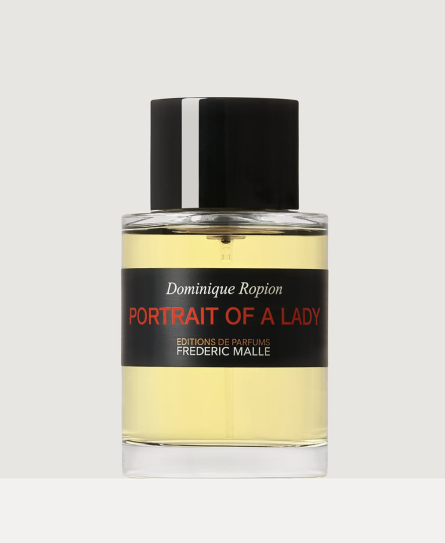 Dominique Ropion
PORTRAIT OF A LADY
EDITIONS DE PARFUMS
FREDERIC MALLE